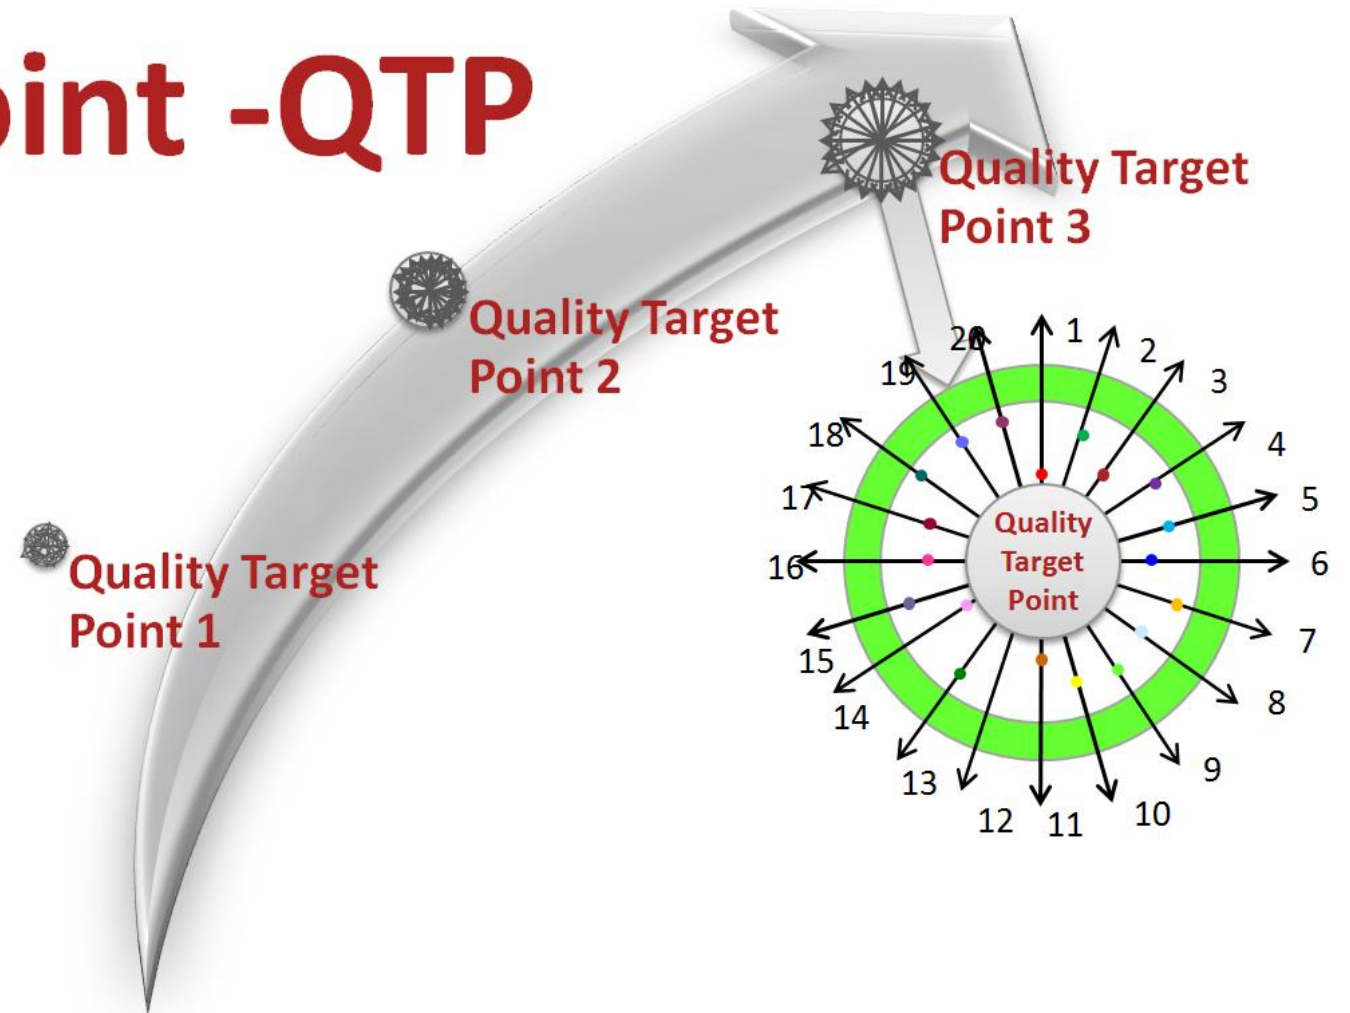 oint -QTP
Quality Target
Point 3
Quality Target
Point 2
Quality Target
Point 1
1
2
3
4
5
6
7
8
9
10
11
12
13
14
15
16
17
18
19
20
Quality
Target
Point